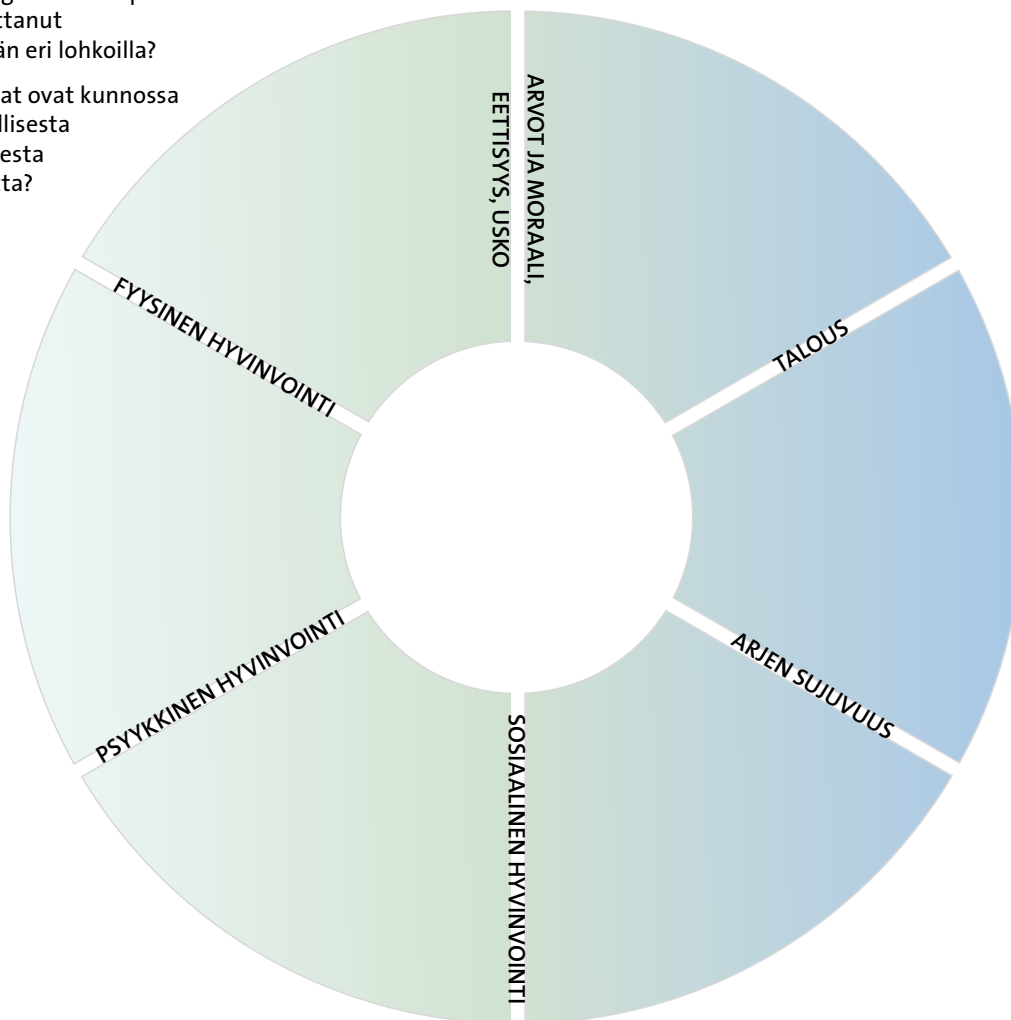 ttanut
än eri lohkoilla?
at ovat kunnossa
llisesta
esta
ta?
ARVOT JA MORAALI,
EETTISYYS, USKO
TALOUS
ARJEN SUJUVUUS
SOSIAALINEN HYVINVOINTI
PSYYKKINEN HYVINVOINTI
FYYSINEN HYVINVOINTI